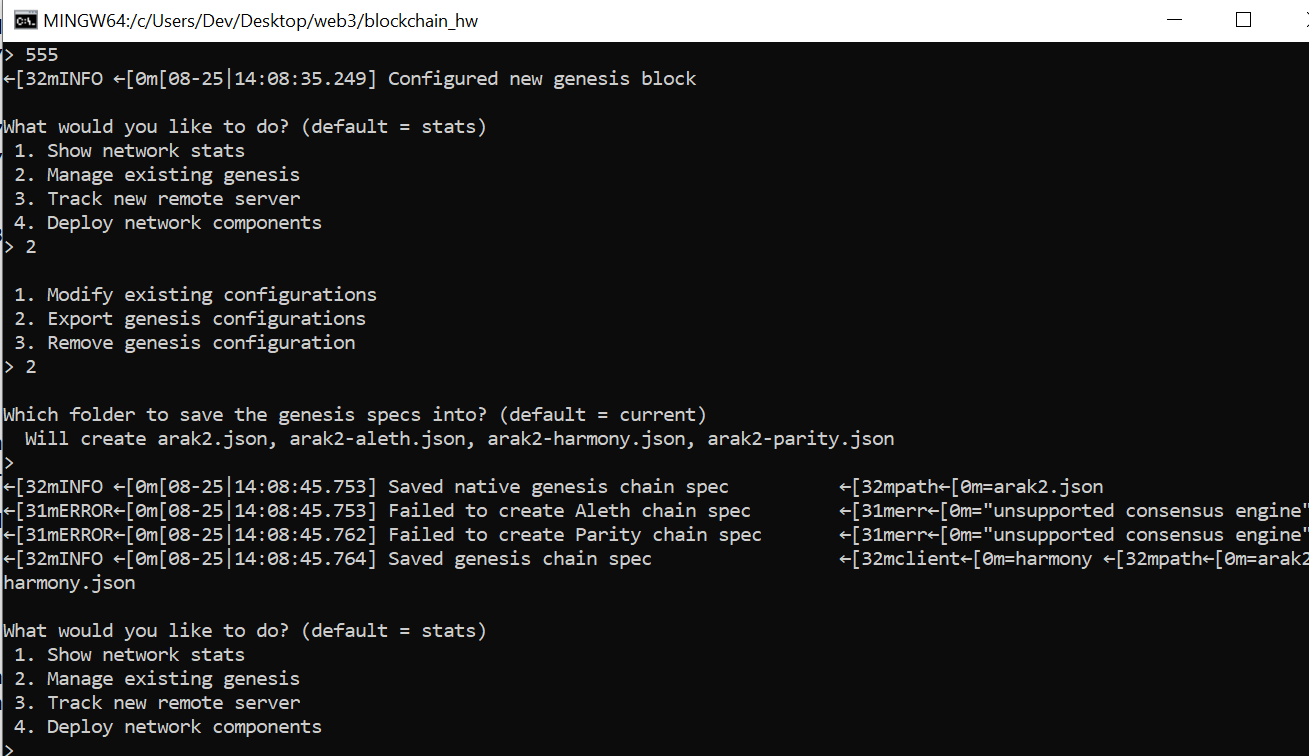 MINGW64:/c/Users/Dev/Desktop/web3/blockchain_hw
> 555
←[32mINFO ←[0m[08-25|14:08:35.249] Configured new genesis block
What would you like to do? (default = stats)
1. Show network stats
2. Manage existing genesis
3. Track new remote server
4. Deploy network components
> 2
1. Modify existing configurations
2. Export genesis configurations
3. Remove genesis configuration
> 2
Which folder to save the genesis specs into? (default = current)
Will create arak2.json, arak2-aleth.json, arak2-harmony.json, arak2-parity.json
>
←[32mINFO ←[0m[08-25|14:08:45.753] Saved native genesis chain spec ←[32mpath←[0m=arak2.json
←[31mERROR←[0m[08-25|14:08:45.753] Failed to create Aleth chain spec ←[31merr←[0m="unsupported consensus engine"
←[31mERROR←[0m[08-25|14:08:45.762] Failed to create Parity chain spec ←[31merr←[0m="unsupported consensus engine"
←[32mINFO ←[0m[08-25|14:08:45.764] Saved genesis chain spec ←[32mclient←[0m=harmony ←[32mpath←[0m=arak2
harmony.json
What would you like to do? (default = stats)
1. Show network stats
2. Manage existing genesis
3. Track new remote server
4. Deploy network components
>